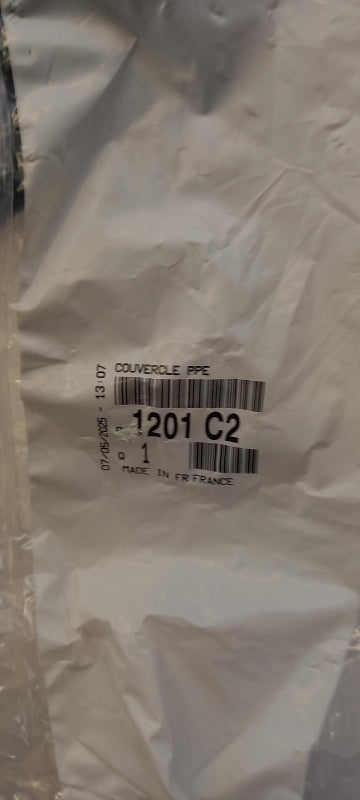 COUVERCLE PPE
1201 C2
Q 1
MADE IN FR FRANCE
07/05/2025 - 13:07